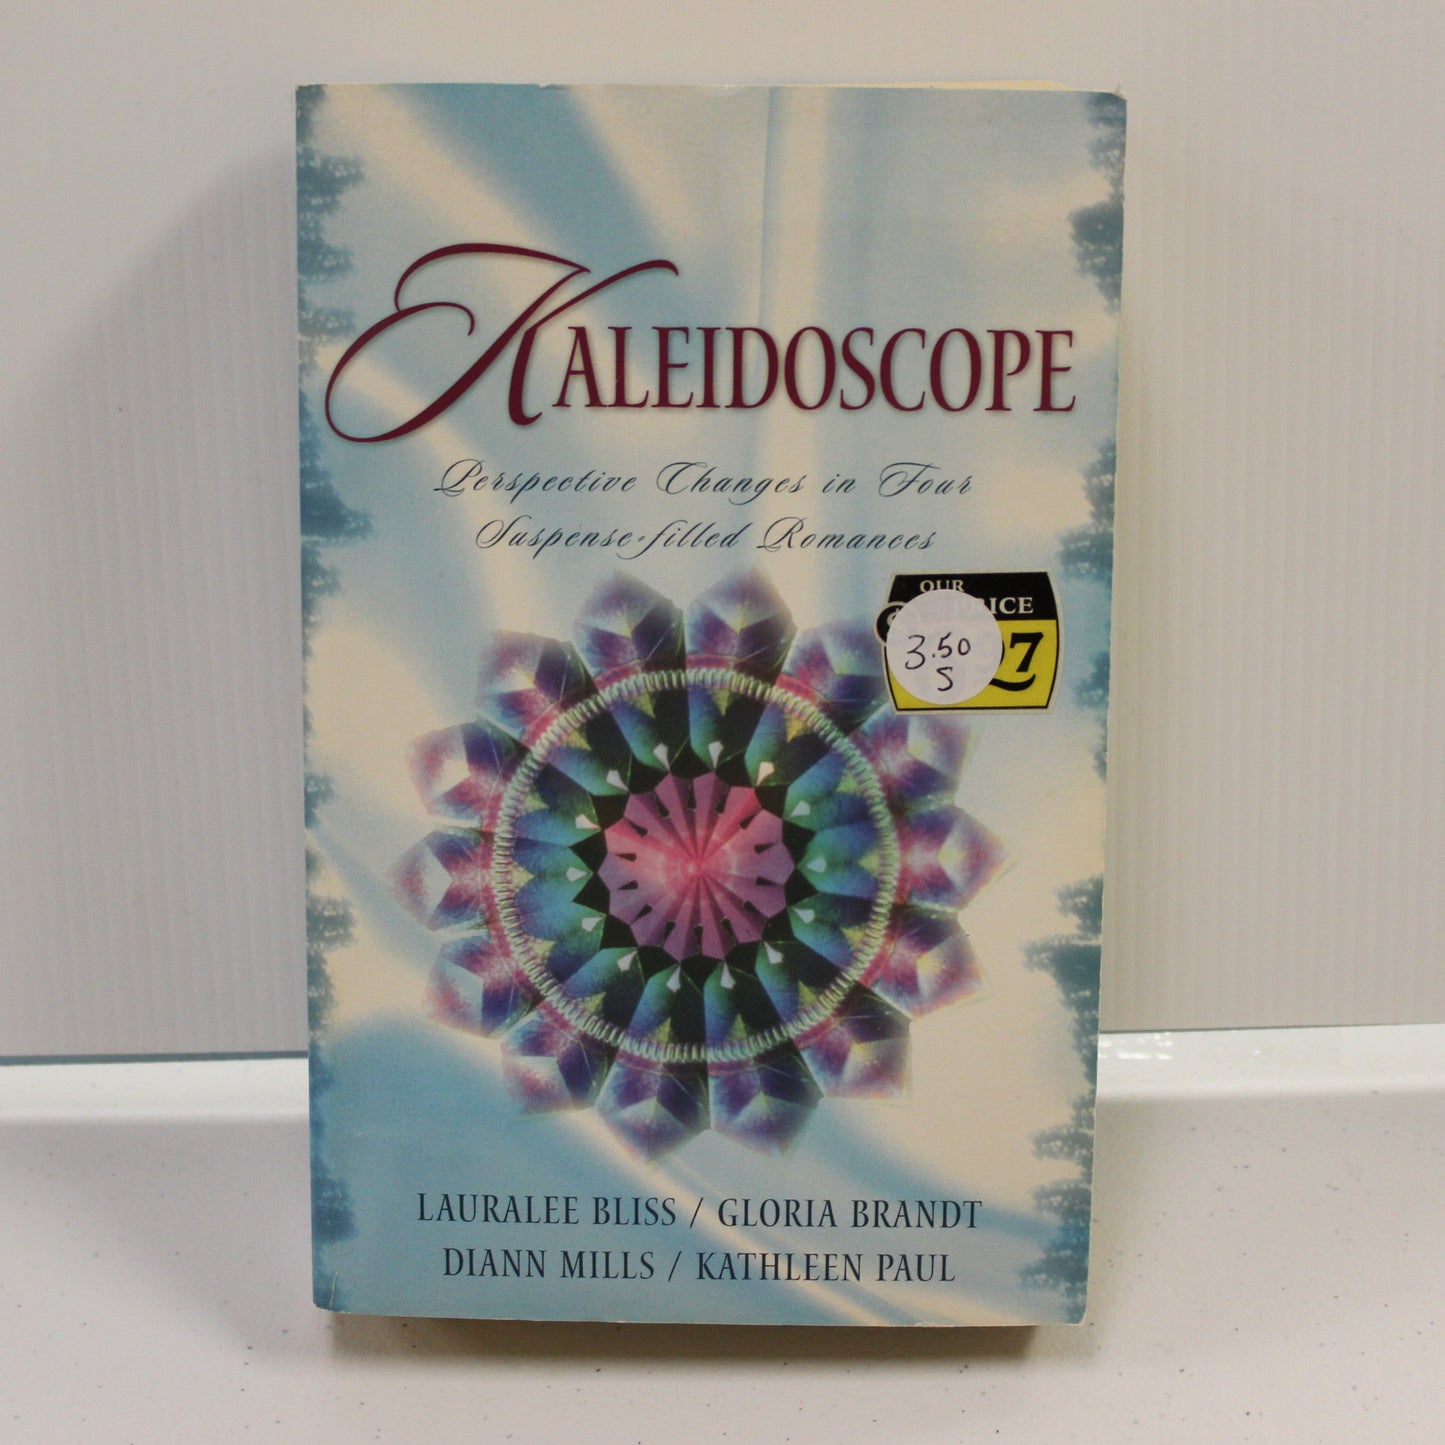 KALEIDOSCOPE
Perspective Changes in Four
Suspense-filled Romances
OUR
PRICE
7
3.50
S
LAURALEE BLISS / GLORIA BRANDT
DIANN MILLS / KATHLEEN PAUL